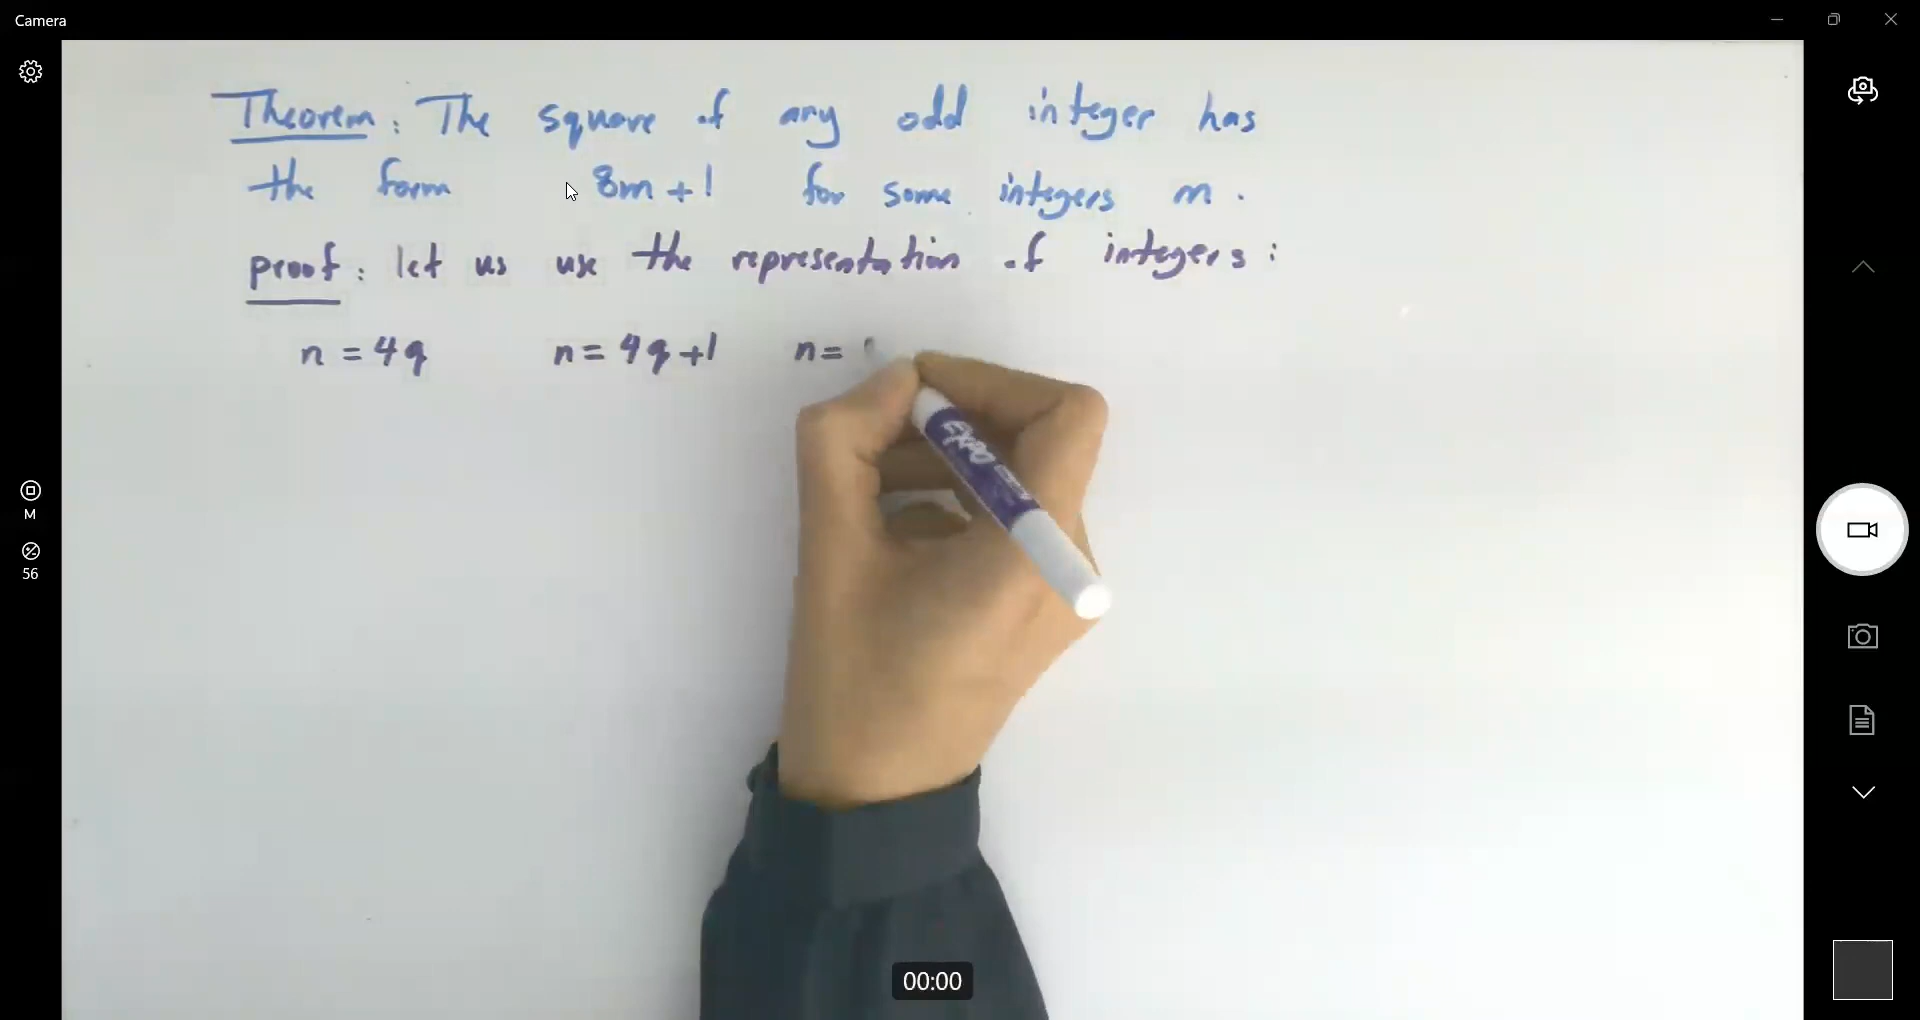 Camera
Theorem: The square of any odd integer has
the form 8m+1 for some integers m.
proof: let us use the representation of integers:
n = 4q n = 4q+1 n =
EXPO
M
56
00:00